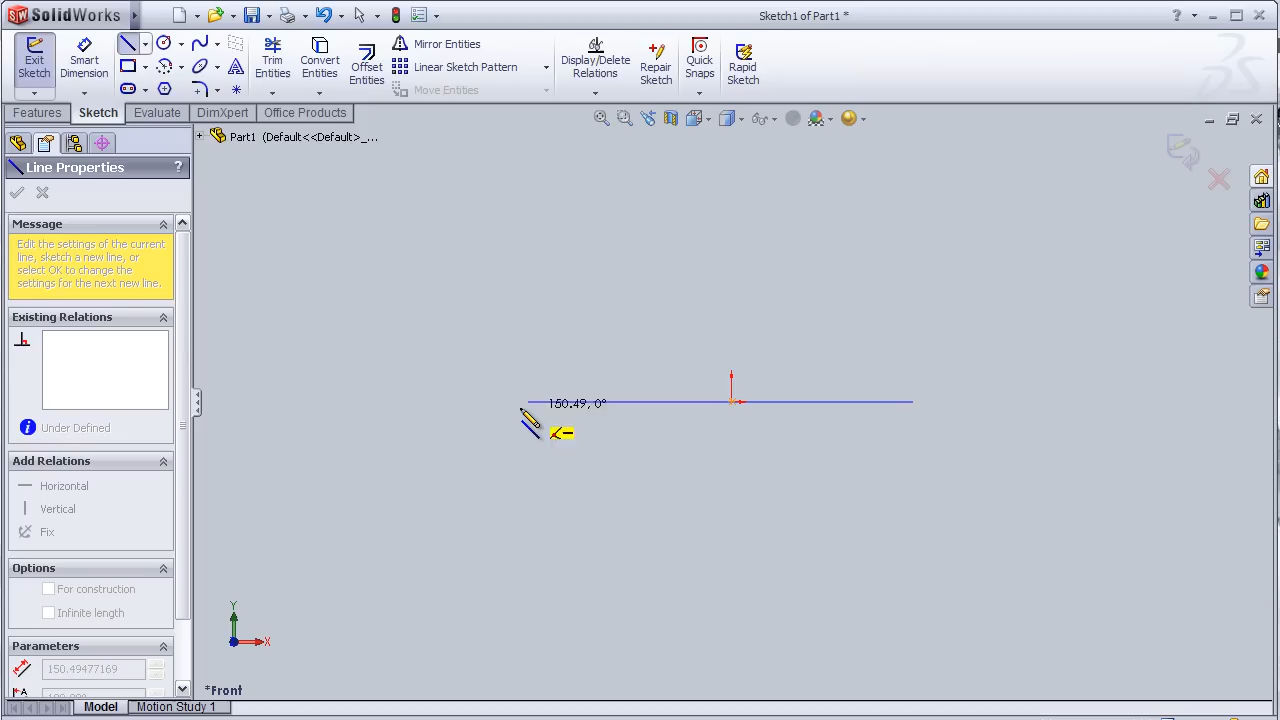 SolidWorks
Sketch1 of Part1 *
Exit Sketch
Smart Dimension
Trim Entities
Convert Entities
Offset Entities
Mirror Entities
Linear Sketch Pattern
Move Entities
Display/Delete Relations
Repair Sketch
Quick Snaps
Rapid Sketch
Features
Sketch
Evaluate
DimXpert
Office Products
Part1 (Default<<Default>_...
Line Properties
?
Message
Edit the settings of the current
line, sketch a new line, or
select OK to change the
settings for the next new line.
Existing Relations
Under Defined
Add Relations
Horizontal
Vertical
Fix
Options
For construction
Infinite length
Parameters
150.49477169
150.49, 0°
Y
X
*Front
Model
Motion Study 1